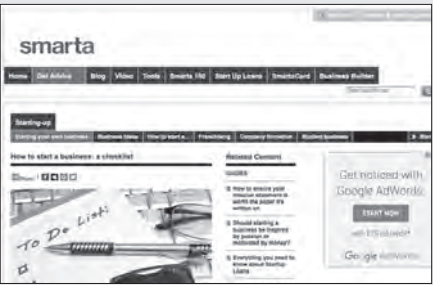 smarta
Home Get Advice Blog Video Tools Smarta 100 Start Up Loans SmartaCard Business Builder
Starting-up
Starting your own business Business Ideas How to start a... Franchising Company formation Student business
How to start a business: a checklist
Related Content
GUIDES
How to ensure your
mission statement is
worth the paper it's
written on
Should starting a
business be inspired
by passion or
motivated by money?
Everything you need to
know about Startup
Loans
To Do List:
Get noticed with
Google AdWords.
START NOW
Google AdWords